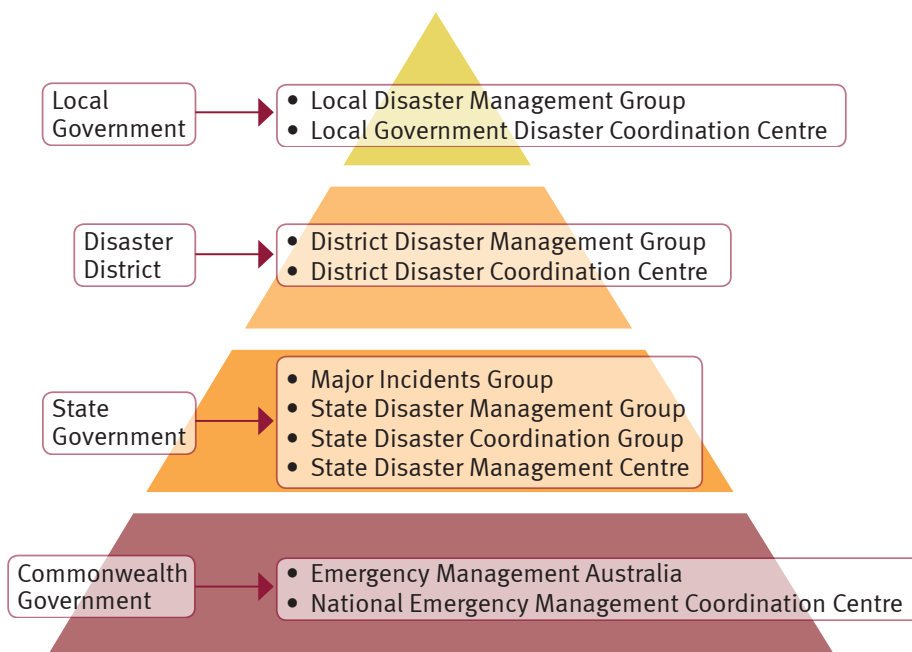 Local
Government
• Local Disaster Management Group
• Local Government Disaster Coordination Centre
Disaster
District
• District Disaster Management Group
• District Disaster Coordination Centre
State
Government
• Major Incidents Group
• State Disaster Management Group
• State Disaster Coordination Group
• State Disaster Management Centre
Commonwealth
Government
• Emergency Management Australia
• National Emergency Management Coordination Centre